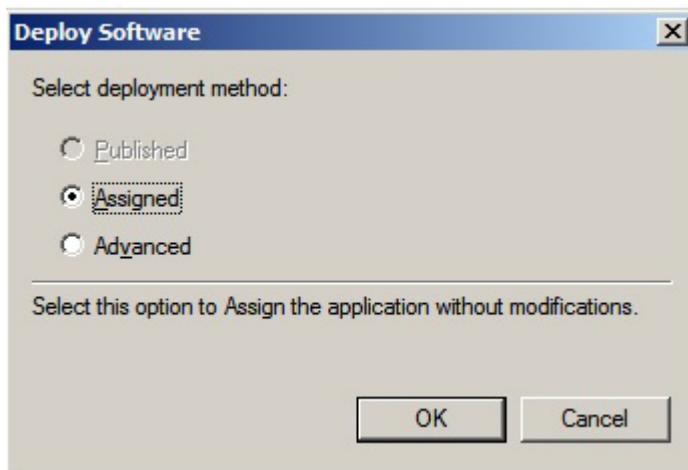 Deploy Software
Select deployment method:
Published
Assigned
Advanced
Select this option to Assign the application without modifications.
OK
Cancel